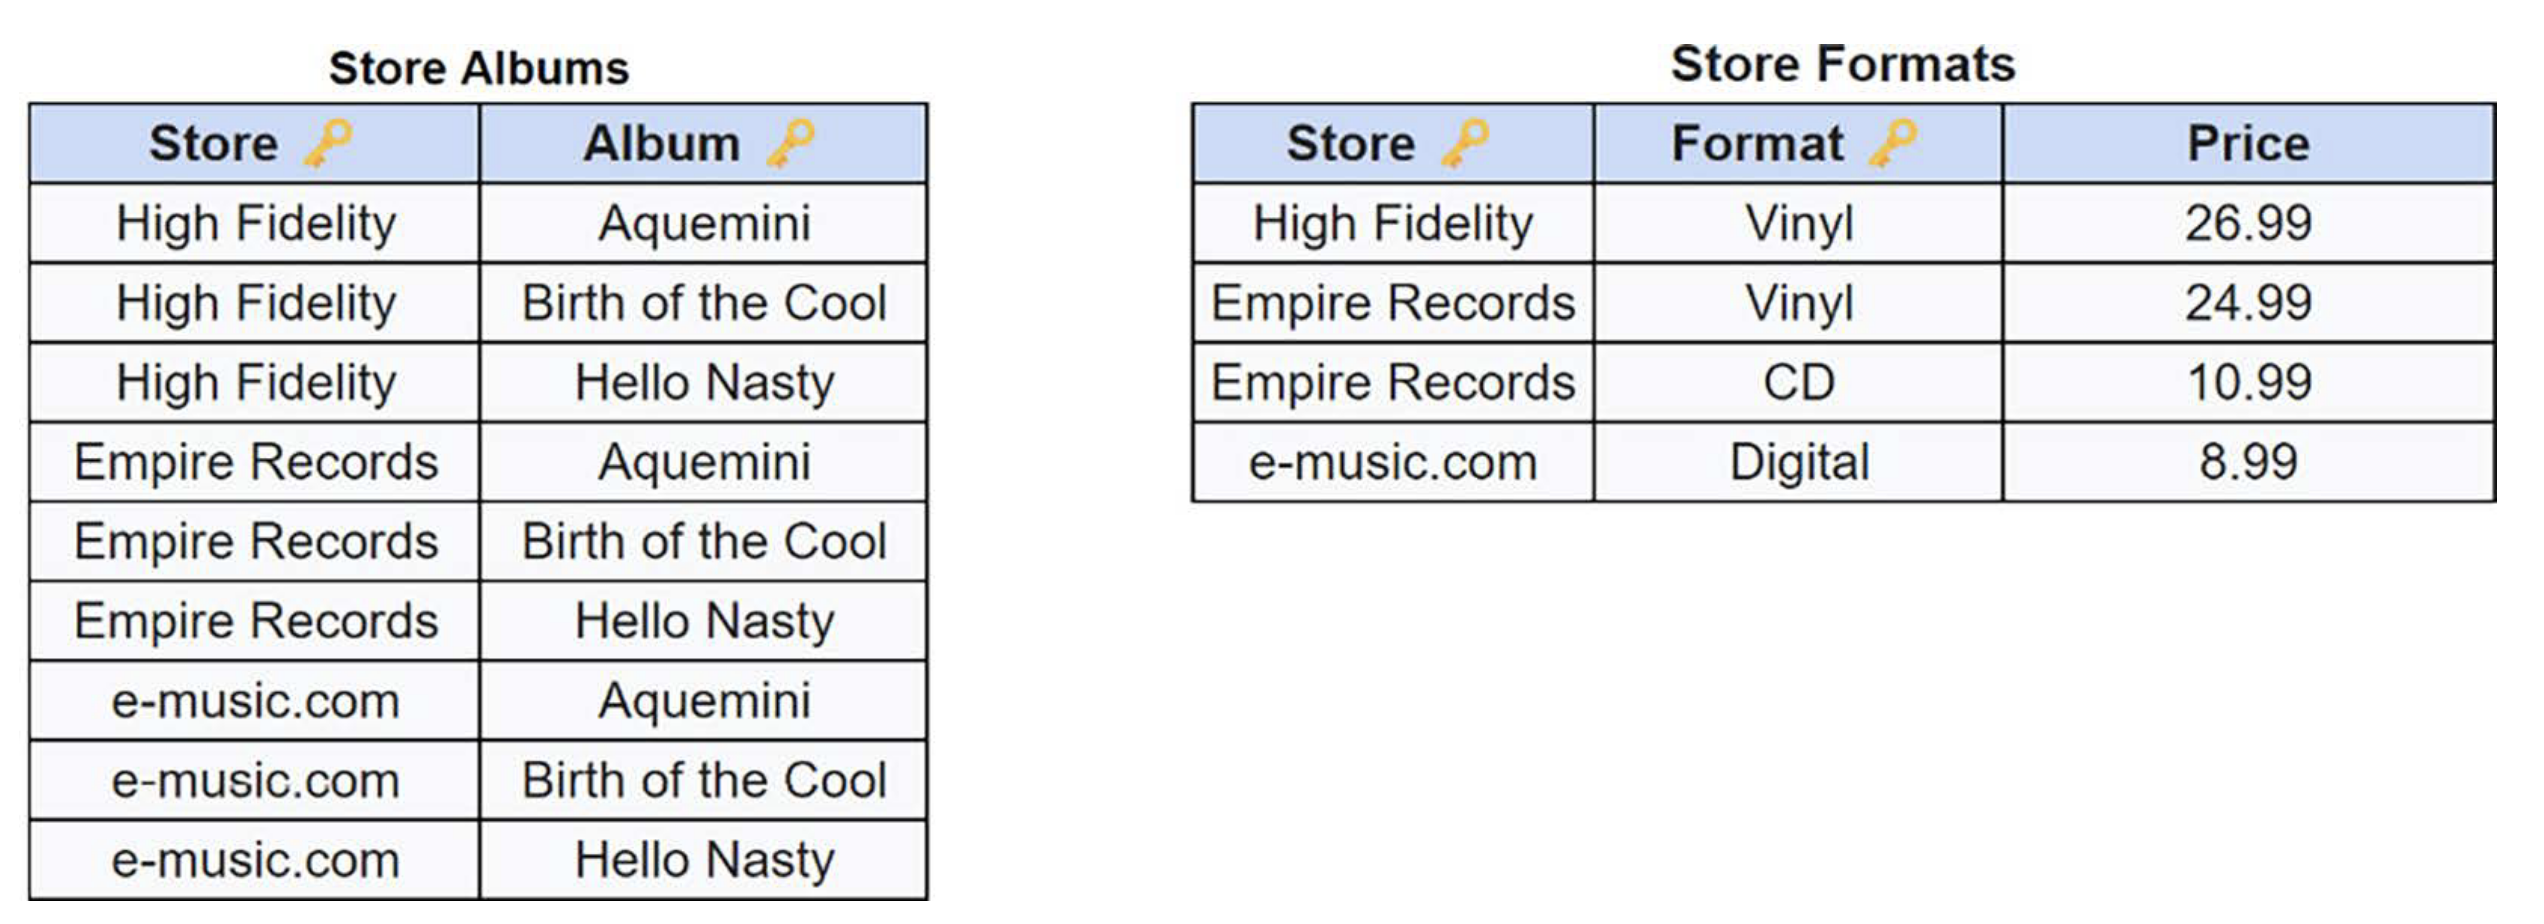 Store Albums
Store Album
High Fidelity Aquemini
High Fidelity Birth of the Cool
High Fidelity Hello Nasty
Empire Records Aquemini
Empire Records Birth of the Cool
Empire Records Hello Nasty
e-music.com Aquemini
e-music.com Birth of the Cool
e-music.com Hello Nasty
Store Formats
Store Format Price
High Fidelity Vinyl 26.99
Empire Records Vinyl 24.99
Empire Records CD 10.99
e-music.com Digital 8.99